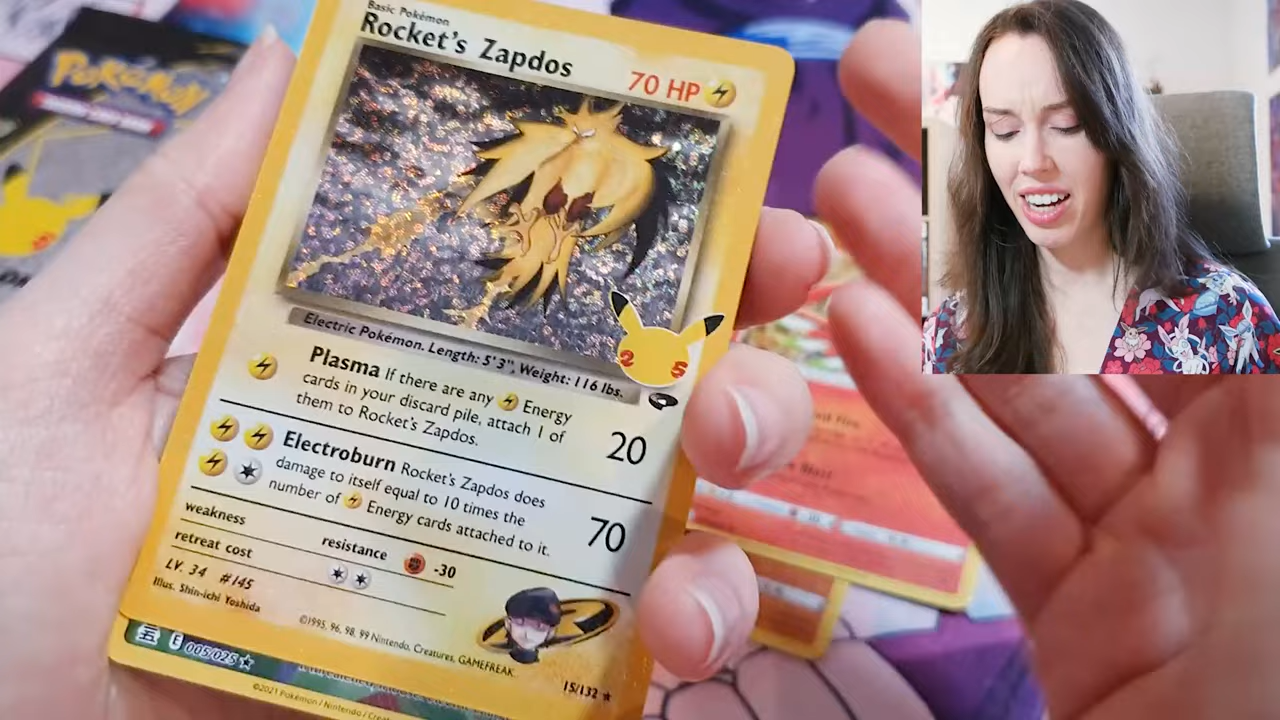 Pokémon
Basic Pokémon
Rocket's Zapdos
70 HP
25
Electric Pokémon. Length: 5'3", Weight: 116 lbs.
Plasma If there are any Energy
cards in your discard pile, attach 1 of
them to Rocket's Zapdos.
20
Electroburn Rocket's Zapdos does
damage to itself equal to 10 times the
number of Energy cards attached to it.
70
weakness
resistance
-30
retreat cost
LV. 34 #145
Illus. Shin-ichi Yoshida
©1995, 96, 98, 99 Nintendo, Creatures, GAMEFREAK.
15/132 ★
E 005/025 ★
©2021 Pokémon / Nintendo /